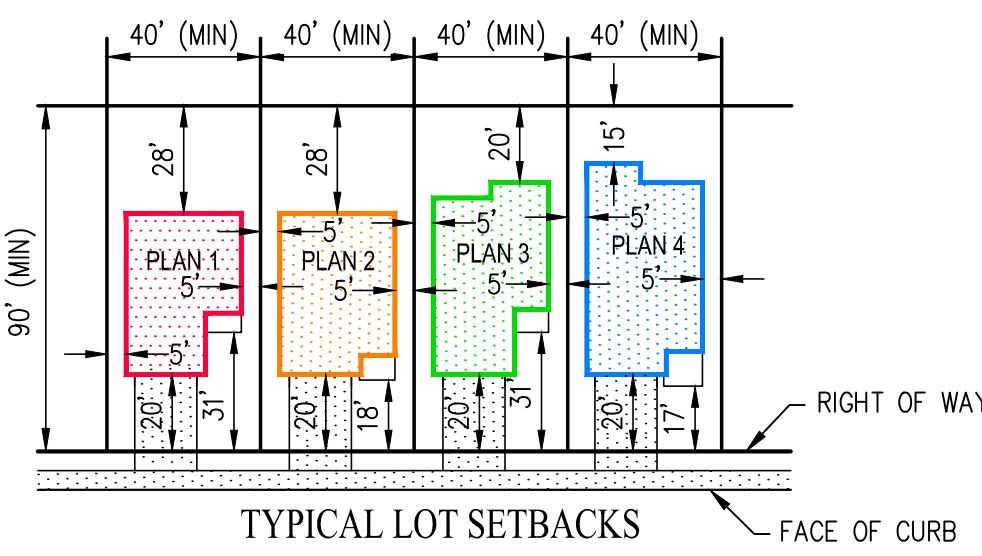 40' (MIN) 40' (MIN) 40' (MIN) 40' (MIN)
28' 28' 20' 15'
5' 5' 5'
PLAN 1 PLAN 2 PLAN 3 PLAN 4
5' 5' 5' 5'
90' (MIN)
5'
20' 31' 20' 18' 20' 31' 20' 17'
RIGHT OF WAY
TYPICAL LOT SETBACKS
FACE OF CURB